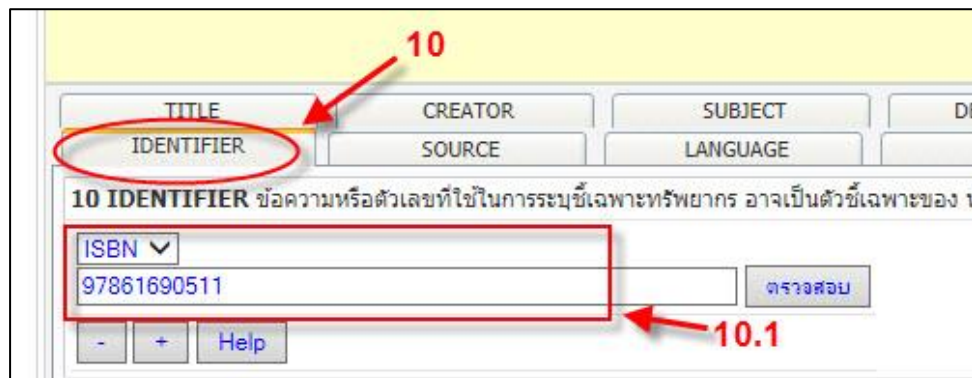 10
TITLE CREATOR SUBJECT
IDENTIFIER SOURCE LANGUAGE
10 IDENTIFIER ข้อความหรือตัวเลขที่ใช้ในการระบุชี้เฉพาะทรัพยากร อาจเป็นตัวชี้เฉพาะของ
ISBN
97861690511 ตรวจสอบ
10.1
- + Help